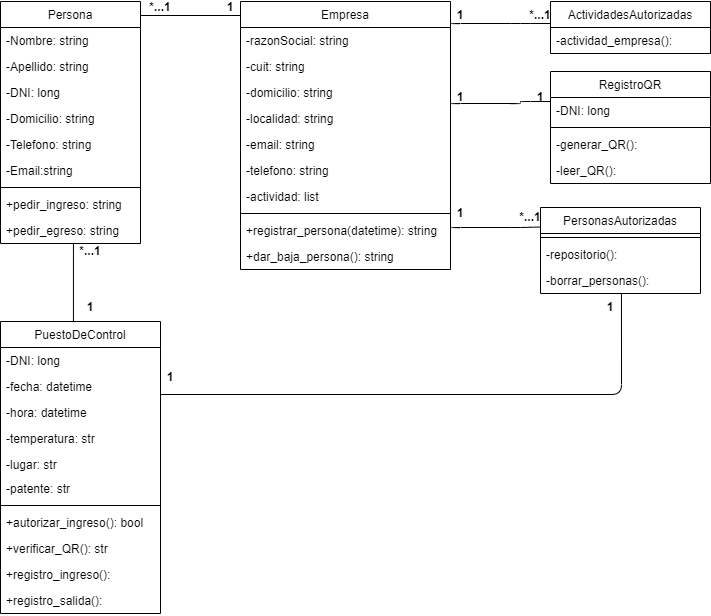 Persona
-Nombre: string
-Apellido: string
-DNI: long
-Domicilio: string
-Telefono: string
-Email:string
+pedir_ingreso: string
+pedir_egreso: string
*...1
1
Empresa
-razonSocial: string
-cuit: string
-domicilio: string
-localidad: string
-email: string
-telefono: string
-actividad: list
+registrar_persona(datetime): string
+dar_baja_persona(): string
1
*...1
ActividadesAutorizadas
-actividad_empresa():
1
1
RegistroQR
-DNI: long
-generar_QR():
-leer_QR():
1
*...1
PersonasAutorizadas
-repositorio():
-borrar_personas():
*...1
1
1
1
PuestoDeControl
-DNI: long
-fecha: datetime
-hora: datetime
-temperatura: str
-lugar: str
-patente: str
+autorizar_ingreso(): bool
+verificar_QR(): str
+registro_ingreso():
+registro_salida():